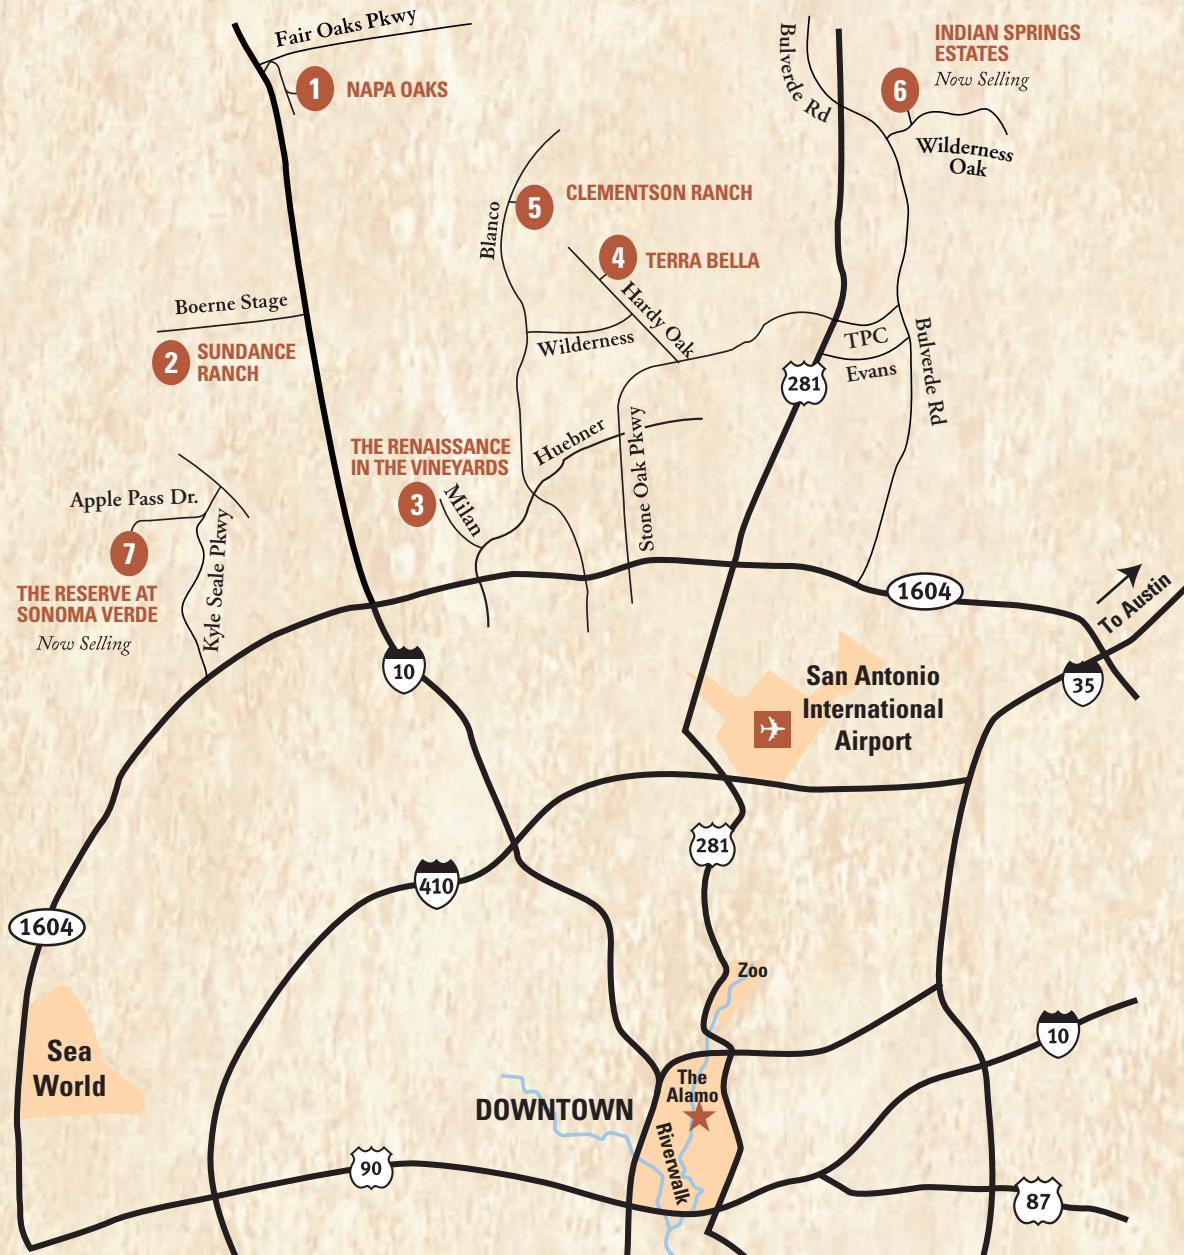 Fair Oaks Pkwy
1
NAPA OAKS
Bulverde Rd
INDIAN SPRINGS
ESTATES
Now Selling
6
Wilderness
Oak
5
CLEMENTSON RANCH
Blanco
4
TERRA BELLA
Hardy Oak
Boerne Stage
2
SUNDANCE
RANCH
Wilderness
TPC
Evans
281
Bulverde Rd
Huebner
Stone Oak Pkwy
THE RENAISSANCE
IN THE VINEYARDS
3
Milan
Apple Pass Dr.
7
THE RESERVE AT
SONOMA VERDE
Now Selling
Kyle Seale Pkwy
1604
To Austin
10
35
San Antonio
International
Airport
281
410
1604
Zoo
Sea
World
10
The
Alamo
DOWNTOWN
Riverwalk
90
87